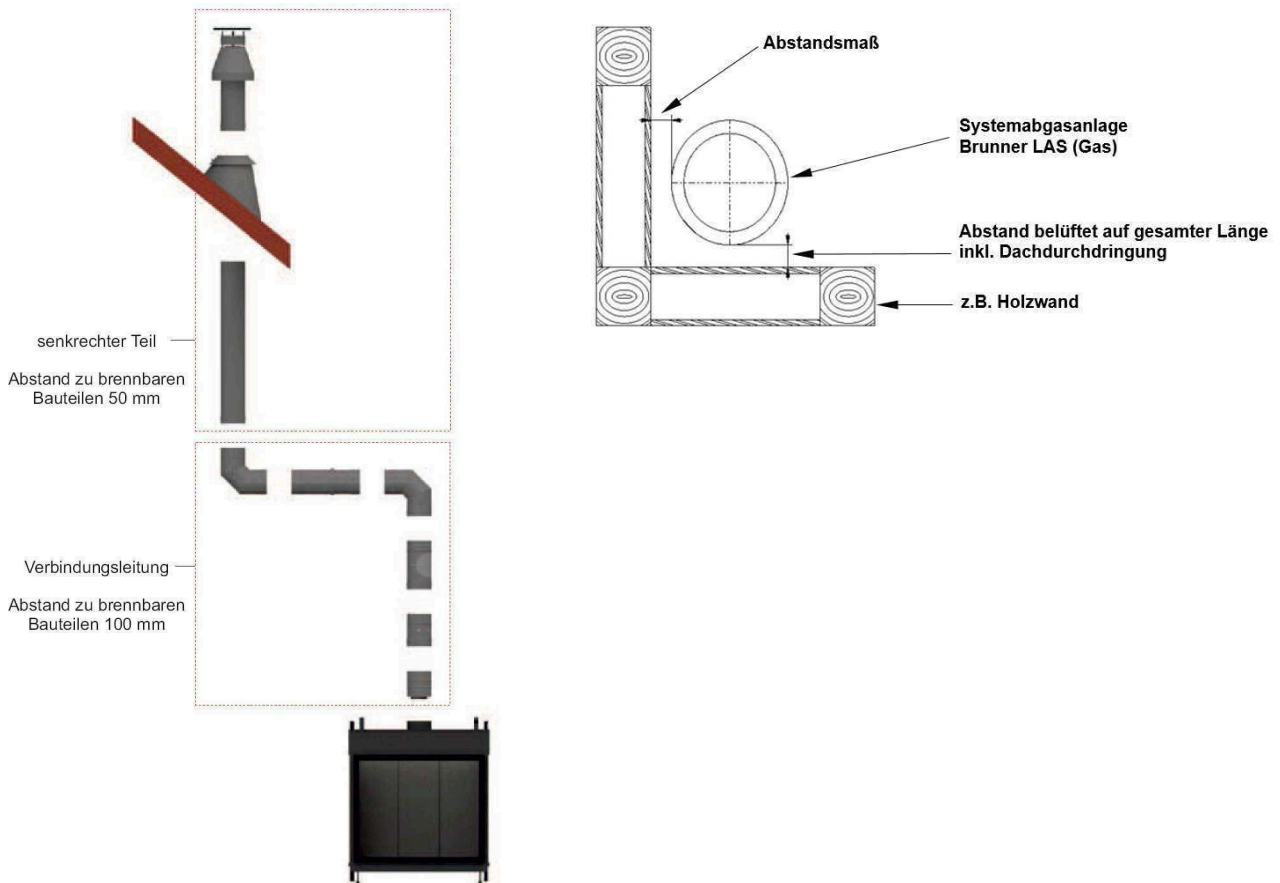 senkrechter Teil
Abstand zu brennbaren
Bauteilen 50 mm
Verbindungsleitung
Abstand zu brennbaren
Bauteilen 100 mm
Abstandsmaß
Systemabgasanlage
Brunner LAS (Gas)
Abstand belüftet auf gesamter Länge
inkl. Dachdurchdringung
z.B. Holzwand